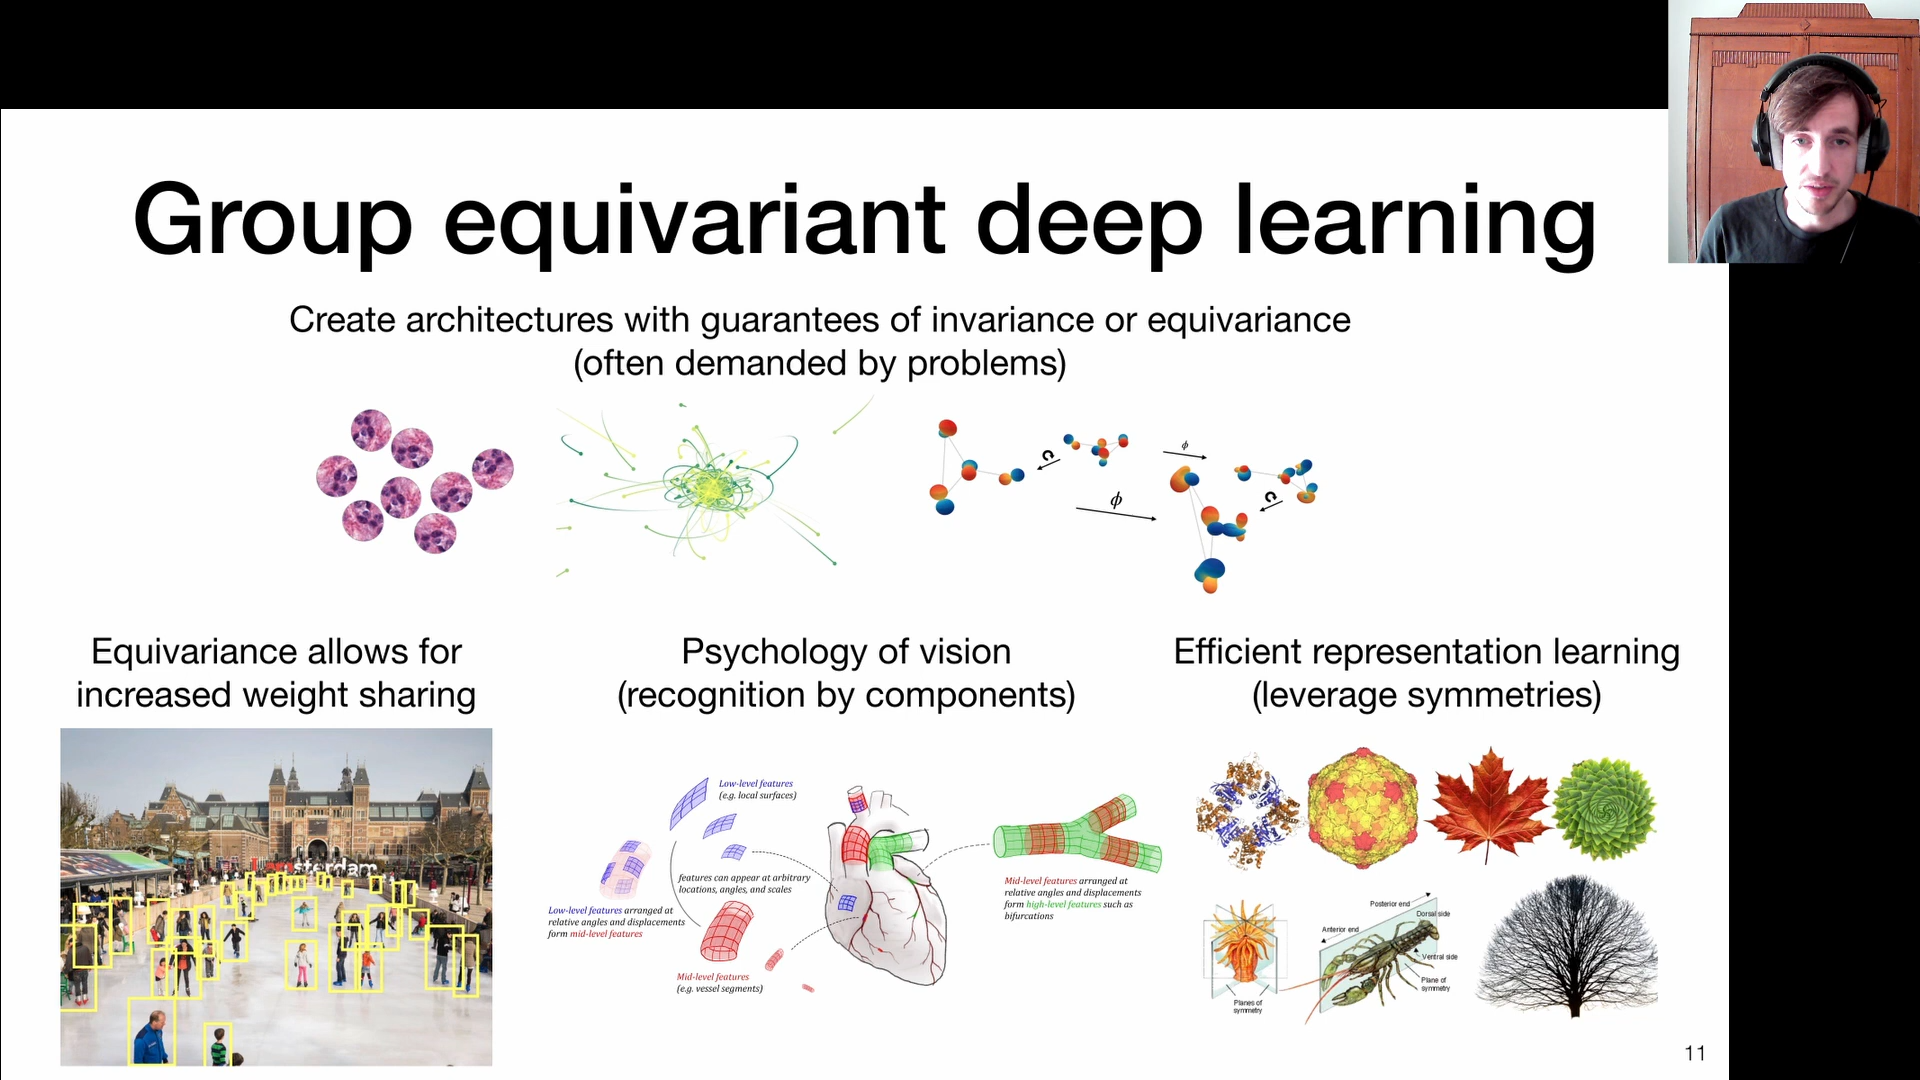 Group equivariant deep learning
Create architectures with guarantees of invariance or equivariance
(often demanded by problems)
ϕ
ϕ
Equivariance allows for
increased weight sharing
Psychology of vision
(recognition by components)
Efficient representation learning
(leverage symmetries)
Low-level features
(e.g. local surfaces)
features can appear at arbitrary
locations, angles, and scales
Low-level features arranged at
relative angles and displacements
form mid-level features
Mid-level features
(e.g. vessel segments)
Mid-level features arranged at
relative angles and displacements
form high-level features such as
bifurcations
Posterior end
Dorsal side
Anterior end
Ventral side
Plane of
symmetry
Planes of
symmetry
11